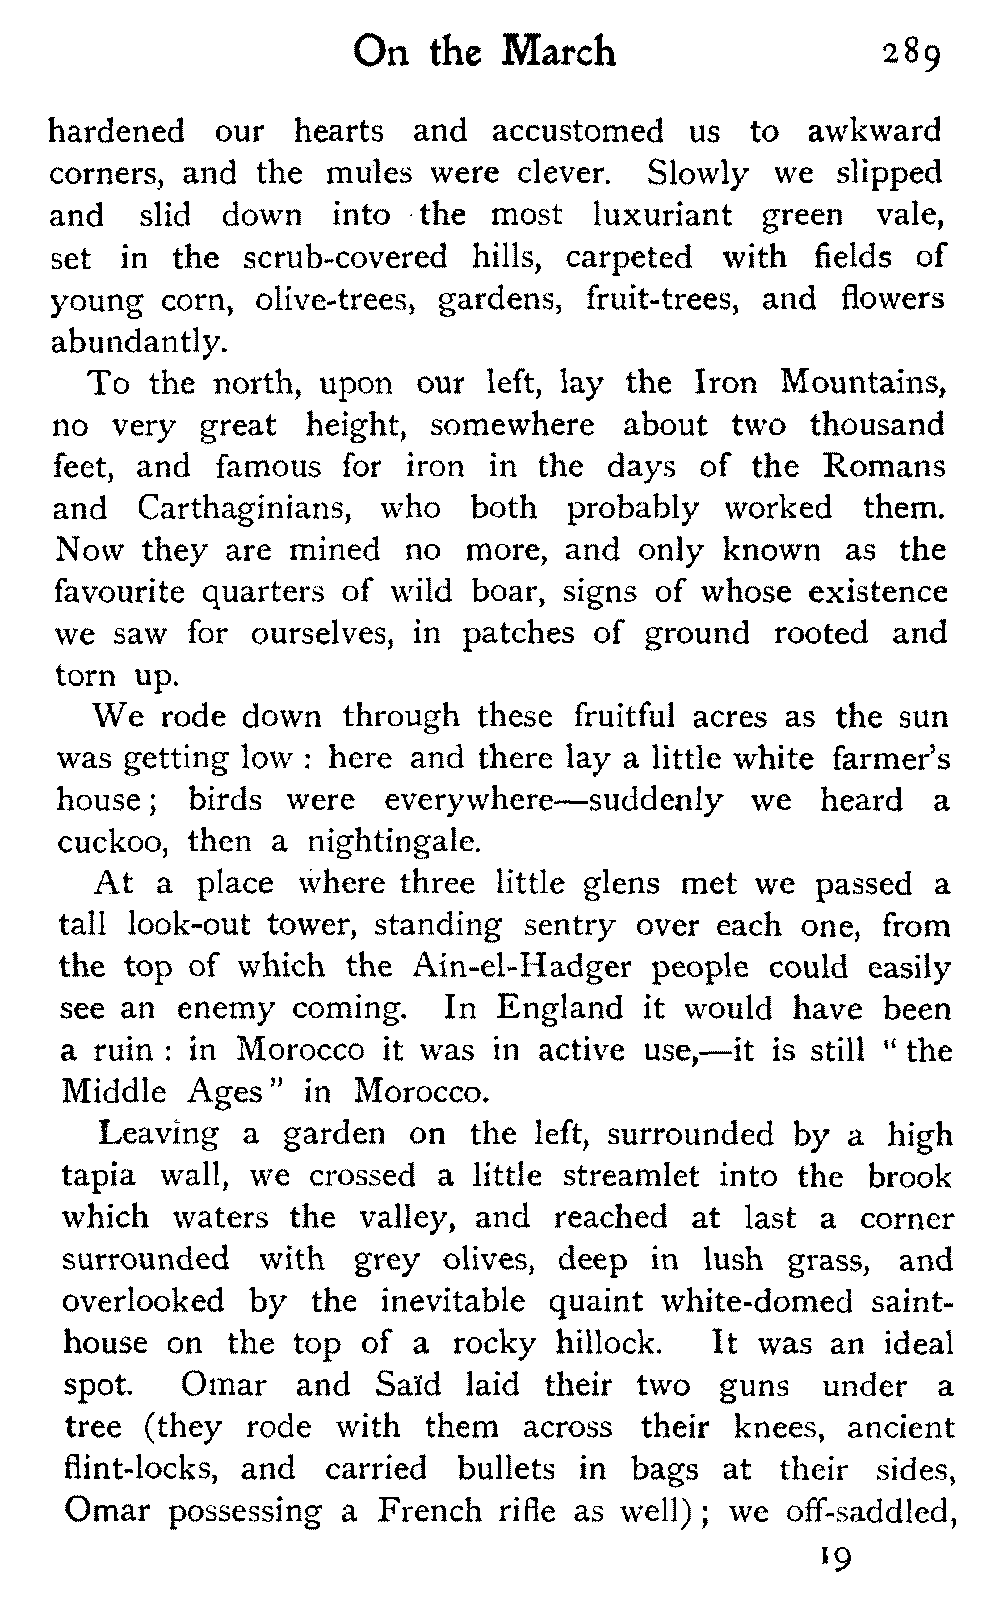 On the March 289
hardened our hearts and accustomed us to awkward
corners, and the mules were clever. Slowly we slipped
and slid down into the most luxuriant green vale,
set in the scrub-covered hills, carpeted with fields of
young corn, olive-trees, gardens, fruit-trees, and flowers
abundantly.
To the north, upon our left, lay the Iron Mountains,
no very great height, somewhere about two thousand
feet, and famous for iron in the days of the Romans
and Carthaginians, who both probably worked them.
Now they are mined no more, and only known as the
favourite quarters of wild boar, signs of whose existence
we saw for ourselves, in patches of ground rooted and
torn up.
We rode down through these fruitful acres as the sun
was getting low : here and there lay a little white farmer's
house ; birds were everywhere—suddenly we heard a
cuckoo, then a nightingale.
At a place where three little glens met we passed a
tall look-out tower, standing sentry over each one, from
the top of which the Ain-el-Hadger people could easily
see an enemy coming. In England it would have been
a ruin : in Morocco it was in active use,—it is still " the
Middle Ages " in Morocco.
Leaving a garden on the left, surrounded by a high
tapia wall, we crossed a little streamlet into the brook
which waters the valley, and reached at last a corner
surrounded with grey olives, deep in lush grass, and
overlooked by the inevitable quaint white-domed saint-
house on the top of a rocky hillock. It was an ideal
spot. Omar and Saïd laid their two guns under a
tree (they rode with them across their knees, ancient
flint-locks, and carried bullets in bags at their sides,
Omar possessing a French rifle as well) ; we off-saddled,
19